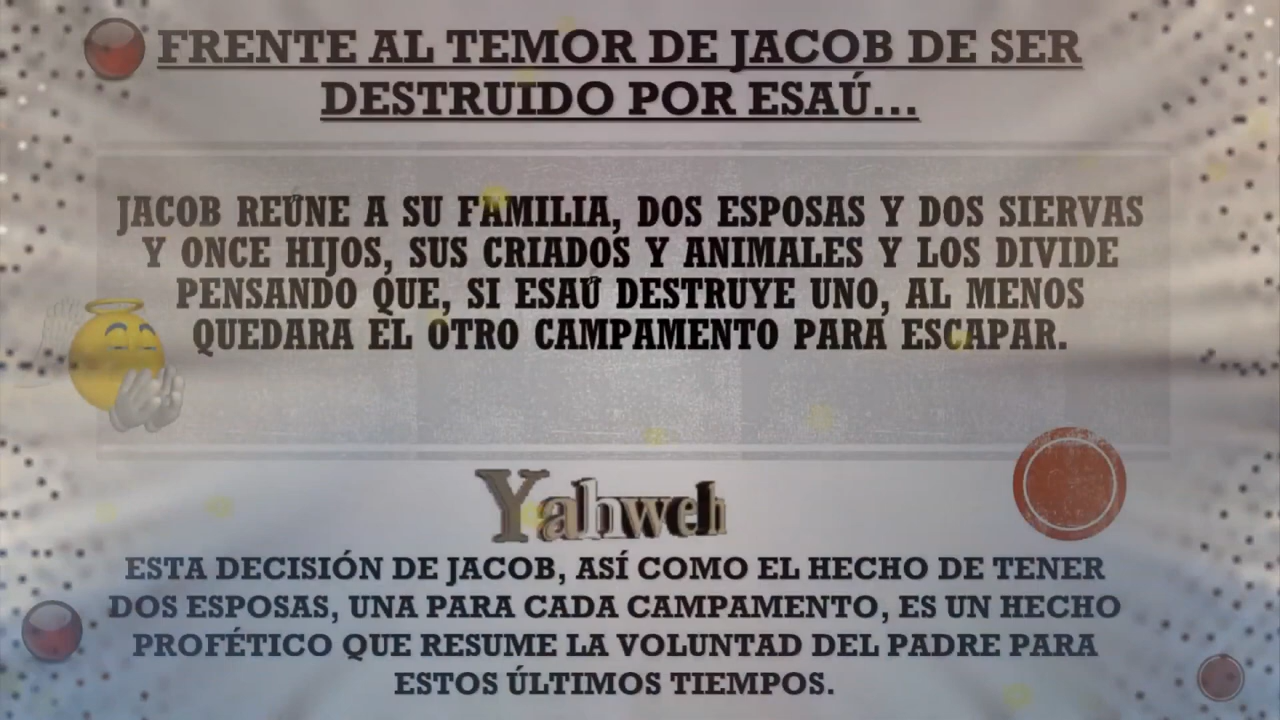 FRENTE AL TEMOR DE JACOB DE SER
DESTRUIDO POR ESAÚ...
JACOB REÚNE A SU FAMILIA, DOS ESPOSAS Y DOS SIERVAS
Y ONCE HIJOS, SUS CRIADOS Y ANIMALES Y LOS DIVIDE
PENSANDO QUE, SI ESAÚ DESTRUYE UNO, AL MENOS
QUEDARA EL OTRO CAMPAMENTO PARA ESCAPAR.
Yahweh
ESTA DECISIÓN DE JACOB, ASÍ COMO EL HECHO DE TENER
DOS ESPOSAS, UNA PARA CADA CAMPAMENTO, ES UN HECHO
PROFÉTICO QUE RESUME LA VOLUNTAD DEL PADRE PARA
ESTOS ÚLTIMOS TIEMPOS.